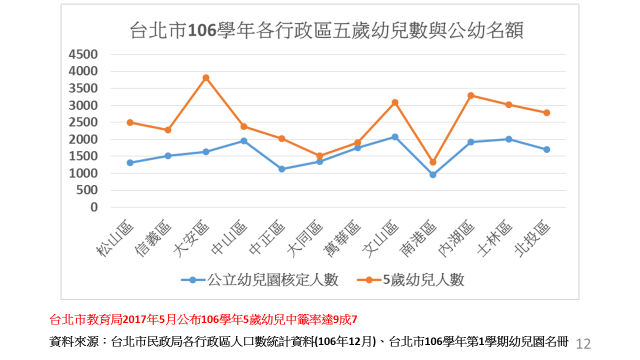 台北市106學年各行政區五歲幼兒數與公幼名額
4500
4000
3500
3000
2500
2000
1500
1000
500
0
松山區
信義區
大安區
中山區
中正區
大同區
萬華區
文山區
南港區
內湖區
士林區
北投區
公立幼兒園核定人數
5歲幼兒人數
台北市教育局2017年5月公布106學年5歲幼兒中籤率達9成7
資料來源：台北市民政局各行政區人口數統計資料(106年12月)、台北市106學年第1學期幼兒園名冊
12